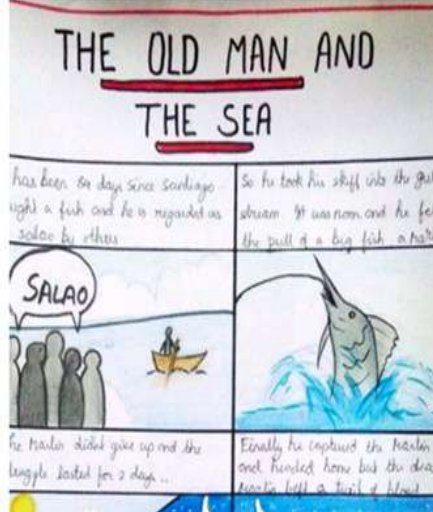 THE OLD MAN AND
THE SEA
has been 84 days since Santiago
ught a fish and he is regarded as
salao by others
So he took his skiff into the gul
stream. It was noon and he fe
the pull of a big fish a mar
SALAO
he Marlin didnt give up and the
truggle lasted for 2 days ..
Finally he captured the Marlin
and headed home but the dea
Marlin left a trail of blood